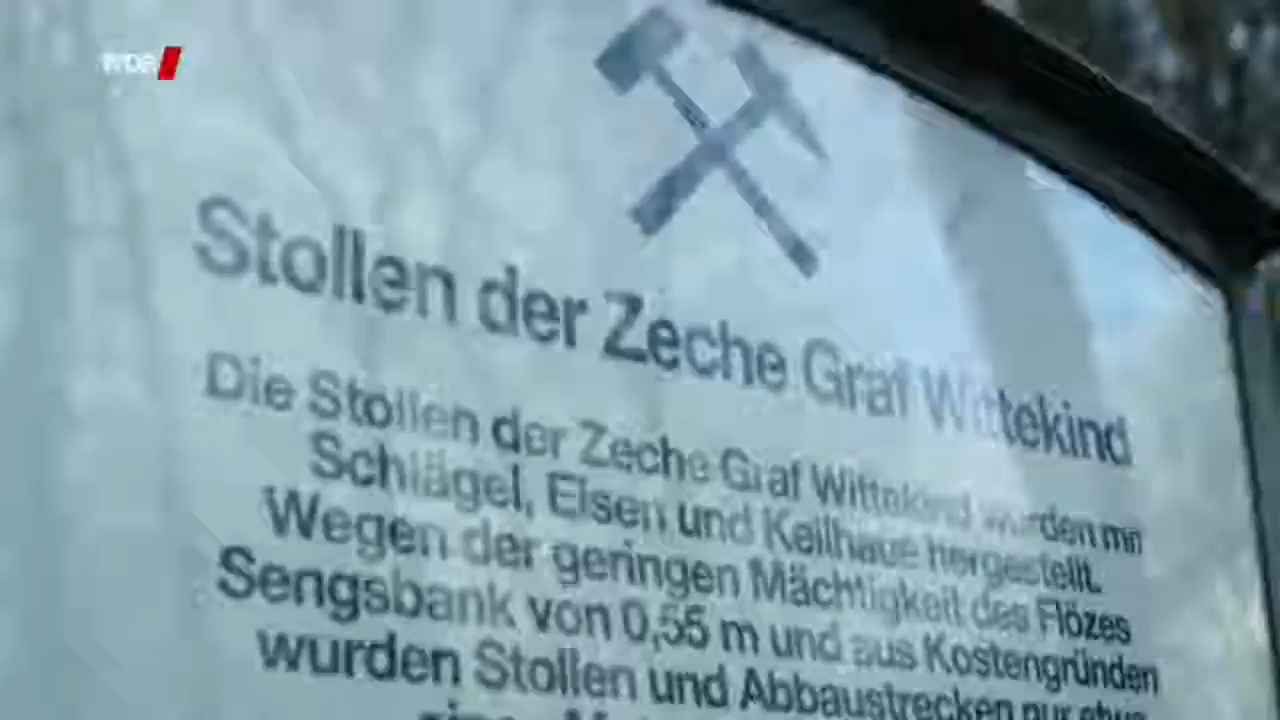 WDR
Stollen der Zeche Graf Wittekind
Die Stollen der Zeche Graf Wittekind wurden mit
Schlägel, Eisen und Keilhaue hergestellt.
Wegen der geringen Mächtigkeit des Flözes
Sengsbank von 0,55 m und aus Kostengründen
wurden Stollen und Abbaustrecken nur etwa